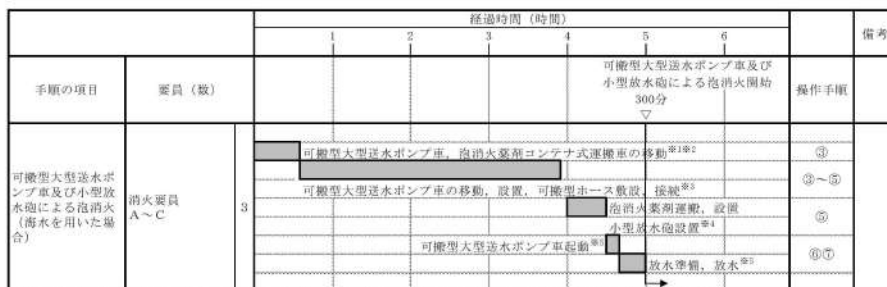 経過時間（時間）
備考
1 2 3 4 5 6
手順の項目
要員（数）
可搬型大型送水ポンプ車及び
小型放水砲による泡消火開始
300分
▽
操作手順
可搬型大型送水ポ
ンプ車及び小型放
水砲による泡消火
（海水を用いた場
合）
消火要員
A～C
3
可搬型大型送水ポンプ車，泡消火薬剤コンテナ式運搬車の移動※1※2
③
可搬型大型送水ポンプ車の移動，設置，可搬型ホース敷設，接続※3
③～⑤
泡消火薬剤運搬，設置
⑤
小型放水砲設置※4
可搬型大型送水ポンプ車起動※5
⑥⑦
放水準備，放水※5